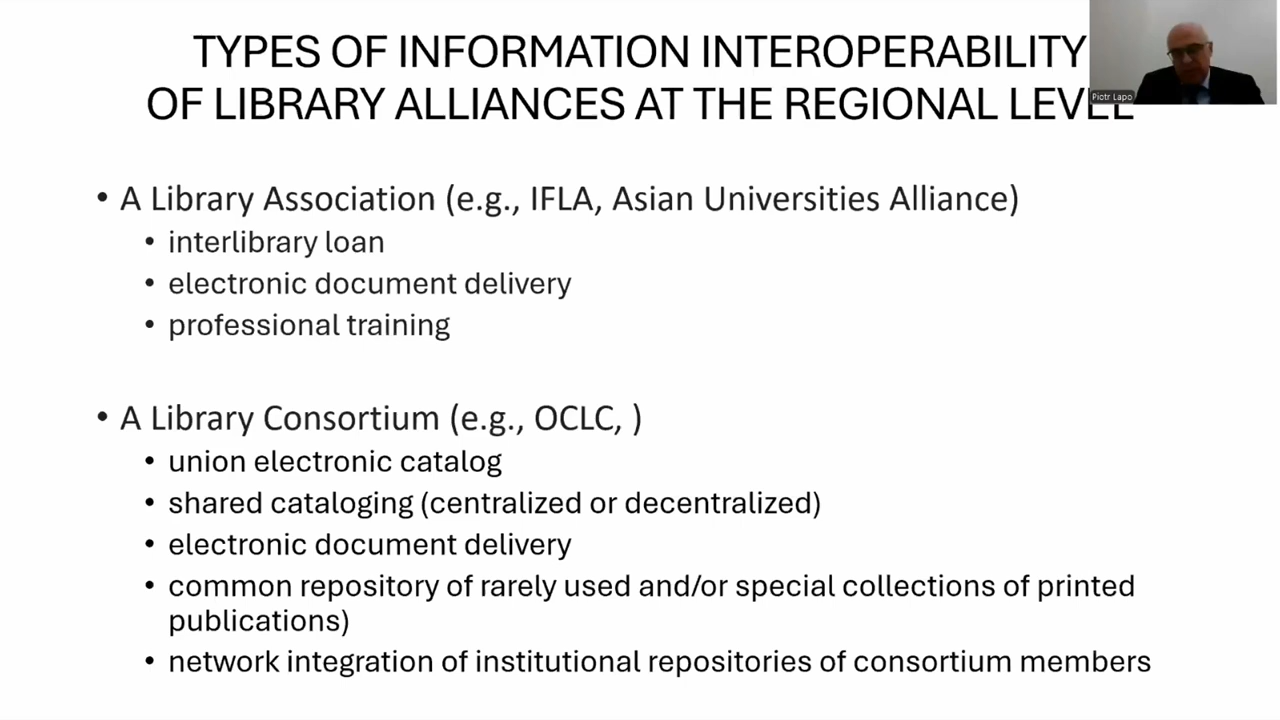 TYPES OF INFORMATION INTEROPERABILITY
OF LIBRARY ALLIANCES AT THE REGIONAL LEVEL
Piotr Lapo
• A Library Association (e.g., IFLA, Asian Universities Alliance)
• interlibrary loan
• electronic document delivery
• professional training
• A Library Consortium (e.g., OCLC, )
• union electronic catalog
• shared cataloging (centralized or decentralized)
• electronic document delivery
• common repository of rarely used and/or special collections of printed
publications)
• network integration of institutional repositories of consortium members